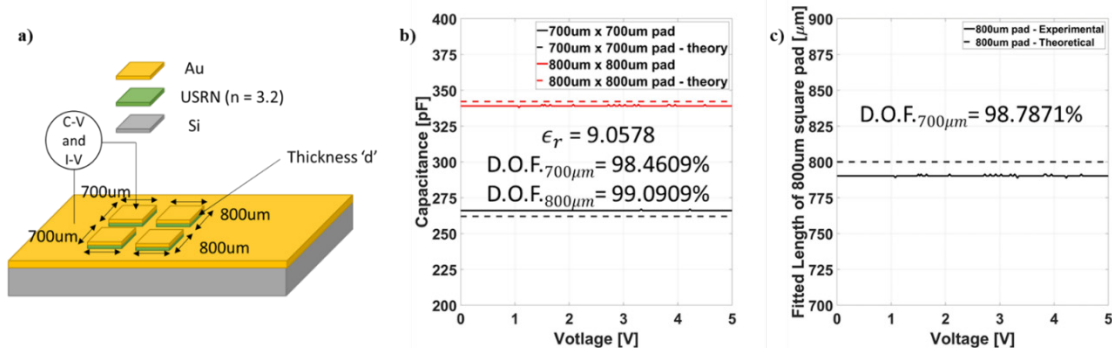 a)
Au
USRN (n = 3.2)
Si
C-V
and
I-V
Thickness 'd'
700um
800um
700um
800um
b)
400
375
350
325
300
275
250
225
200
Capacitance [pF]
700um x 700um pad
700um x 700um pad - theory
800um x 800um pad
800um x 800um pad - theory
ϵᵣ = 9.0578
D.O.F.₇₀₀μm = 98.4609%
D.O.F.₈₀₀μm = 99.0909%
0 1 2 3 4 5
Votlage [V]
c)
900
875
850
825
800
775
750
725
700
Fitted Length of 800um square pad [μm]
800um pad - Experimental
800um pad - Theoretical
D.O.F.₇₀₀μm = 98.7871%
0 1 2 3 4 5
Voltage [V]